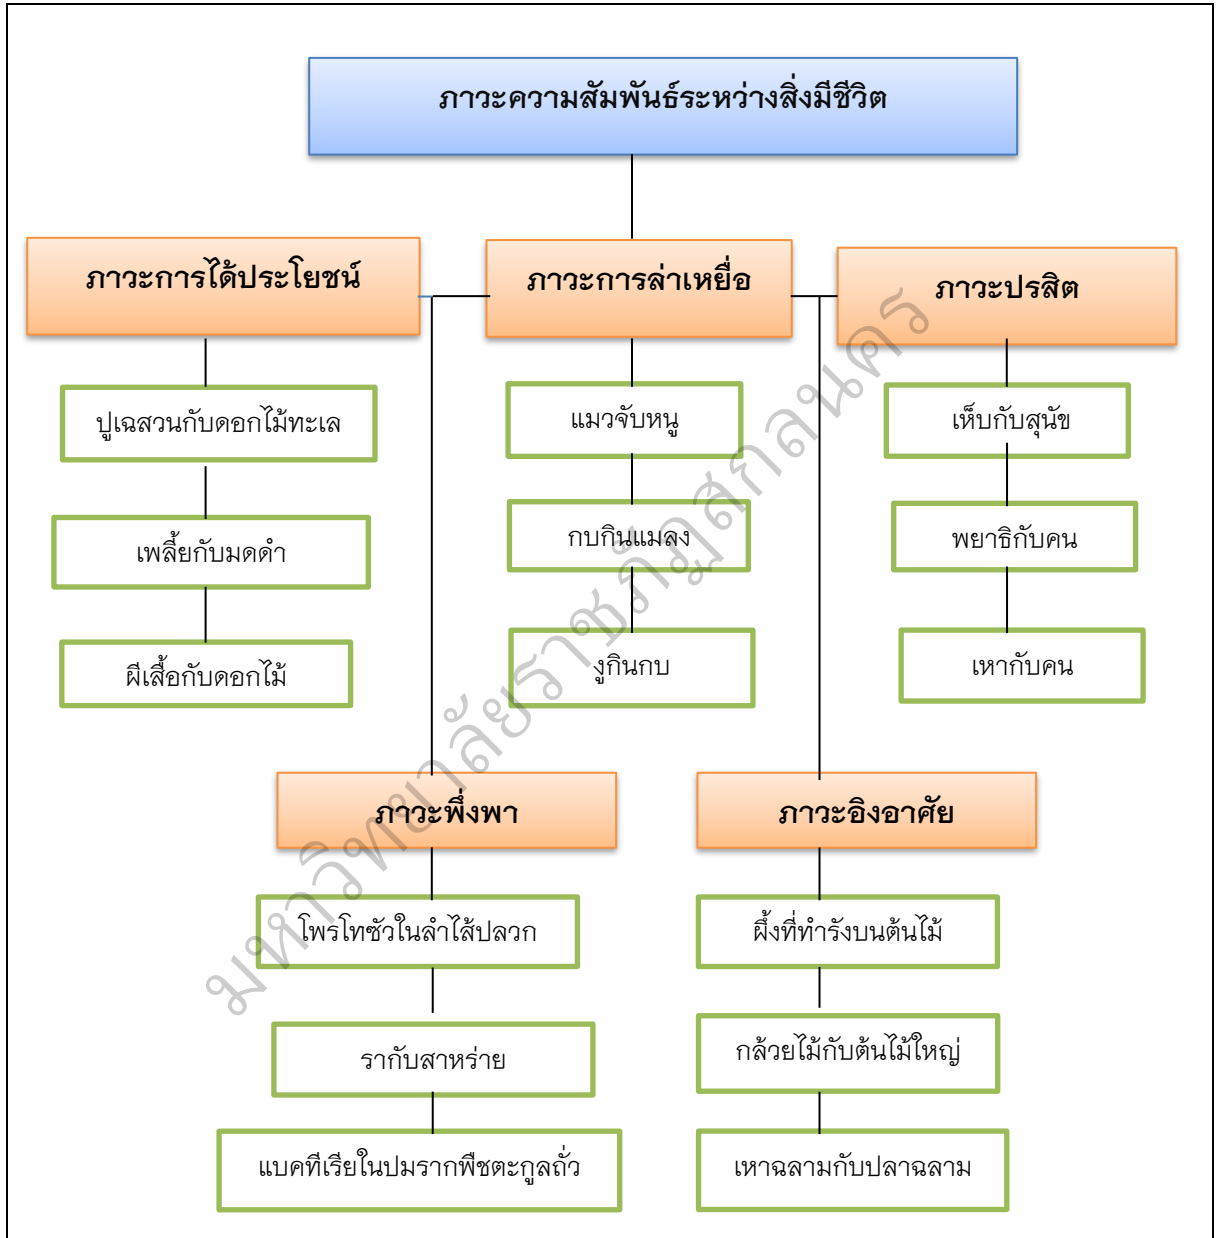 ภาวะความสัมพันธ์ระหว่างสิ่งมีชีวิต
ภาวะการได้ประโยชน์
ภาวะการล่าเหยื่อ
ภาวะปรสิต
ปูเฉสวนกับดอกไม้ทะเล
แมวจับหนู
เห็บกับสุนัข
เพลี้ยกับมดดำ
กบกินแมลง
พยาธิกับคน
ผีเสื้อกับดอกไม้
งูกินกบ
เหากับคน
ภาวะพึ่งพา
ภาวะอิงอาศัย
โพรโทซัวในลำไส้ปลวก
ผึ้งที่ทำรังบนต้นไม้
รากับสาหร่าย
กล้วยไม้กับต้นไม้ใหญ่
แบคทีเรียในปมรากพืชตะกูลถั่ว
เหาฉลามกับปลาฉลาม
มหาวิทยาลัยราชภัฏสกลนคร